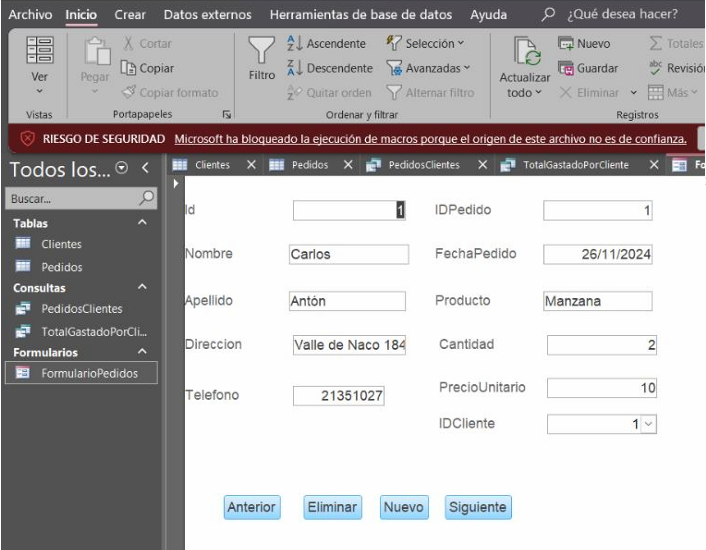 Archivo Inicio Crear Datos externos Herramientas de base de datos Ayuda ¿Qué desea hacer?
Ver
Vistas
Pegar
Cortar
Copiar
Copiar formato
Portapapeles
Filtro
Ascendente
Descendente
Quitar orden
Selección
Avanzadas
Alternar filtro
Ordenar y filtrar
Actualizar
todo
Nuevo
Guardar
Eliminar
Totales
Revisió
Más
Registros
RIESGO DE SEGURIDAD Microsoft ha bloqueado la ejecución de macros porque el origen de este archivo no es de confianza.
Todos los...
Buscar...
Tablas
Clientes
Pedidos
Consultas
PedidosClientes
TotalGastadoPorCli...
Formularios
FormularioPedidos
Clientes Pedidos PedidosClientes TotalGastadoPorCliente Fo
Id 1 IDPedido 1
Nombre Carlos FechaPedido 26/11/2024
Apellido Antón Producto Manzana
Direccion Valle de Naco 184 Cantidad 2
Telefono 21351027 PrecioUnitario 10
IDCliente 1
Anterior Eliminar Nuevo Siguiente